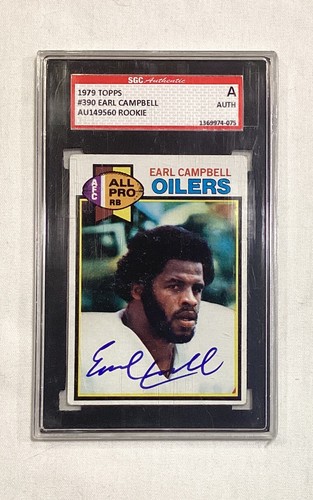 SGC Authentic
1979 TOPPS
#390 EARL CAMPBELL
AU149560 ROOKIE
A
AUTH
1369974-075
AFC
ALL
PRO
RB
EARL CAMPBELL
OILERS
Earl Campbell